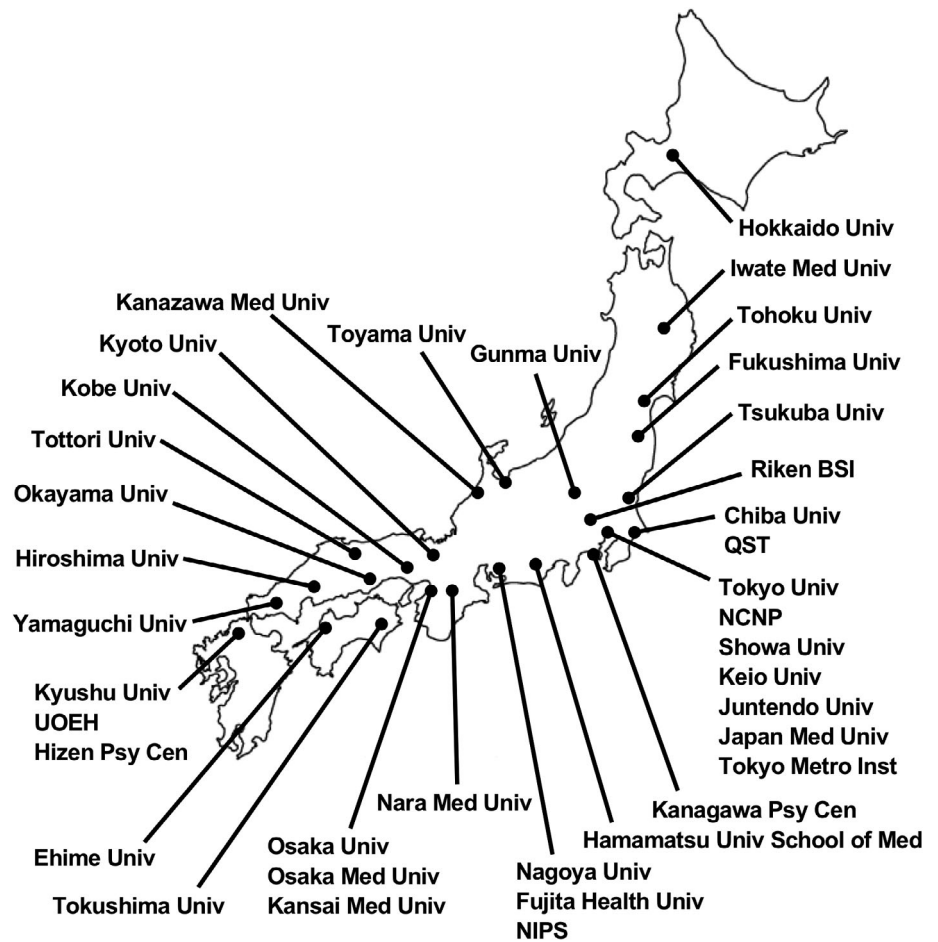 Hokkaido Univ
Iwate Med Univ
Kanazawa Med Univ
Tohoku Univ
Toyama Univ
Kyoto Univ
Gunma Univ
Fukushima Univ
Kobe Univ
Tsukuba Univ
Tottori Univ
Riken BSI
Okayama Univ
Chiba Univ
QST
Hiroshima Univ
Tokyo Univ
NCNP
Showa Univ
Keio Univ
Juntendo Univ
Japan Med Univ
Tokyo Metro Inst
Yamaguchi Univ
Kyushu Univ
UOEH
Hizen Psy Cen
Nara Med Univ
Kanagawa Psy Cen
Hamamatsu Univ School of Med
Ehime Univ
Osaka Univ
Osaka Med Univ
Kansai Med Univ
Nagoya Univ
Fujita Health Univ
NIPS
Tokushima Univ